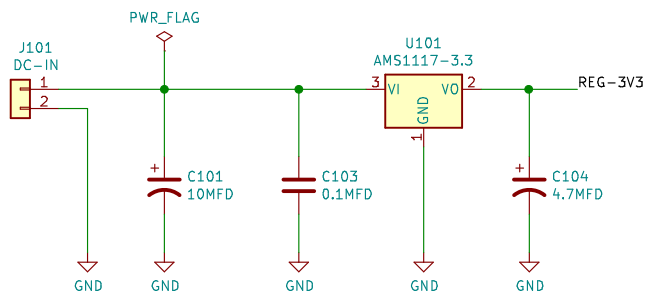 PWR_FLAG
J101
DC-IN
1
2
U101
AMS1117-3.3
3
VI
VO
2
GND
1
REG-3V3
+
C101
10MFD
C103
0.1MFD
+
C104
4.7MFD
GND
GND
GND
GND
GND